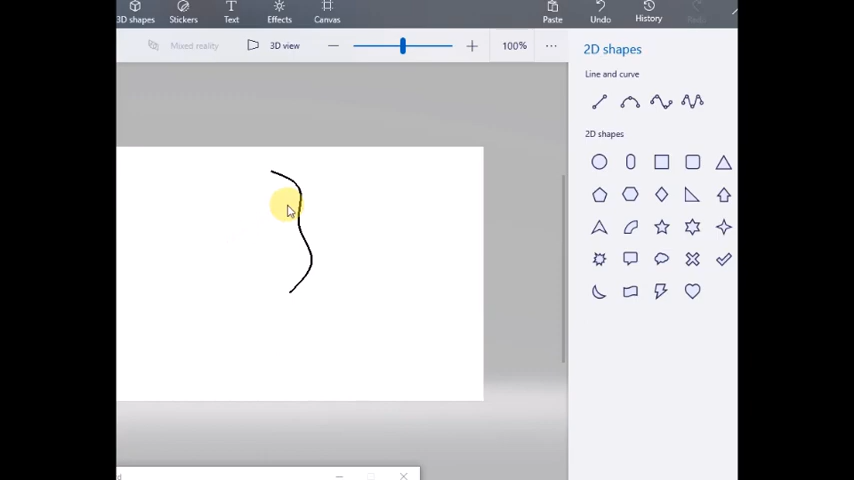 3D shapes Stickers Text Effects Canvas Paste Undo History Redo
Mixed reality 3D view 100%
2D shapes
Line and curve
2D shapes